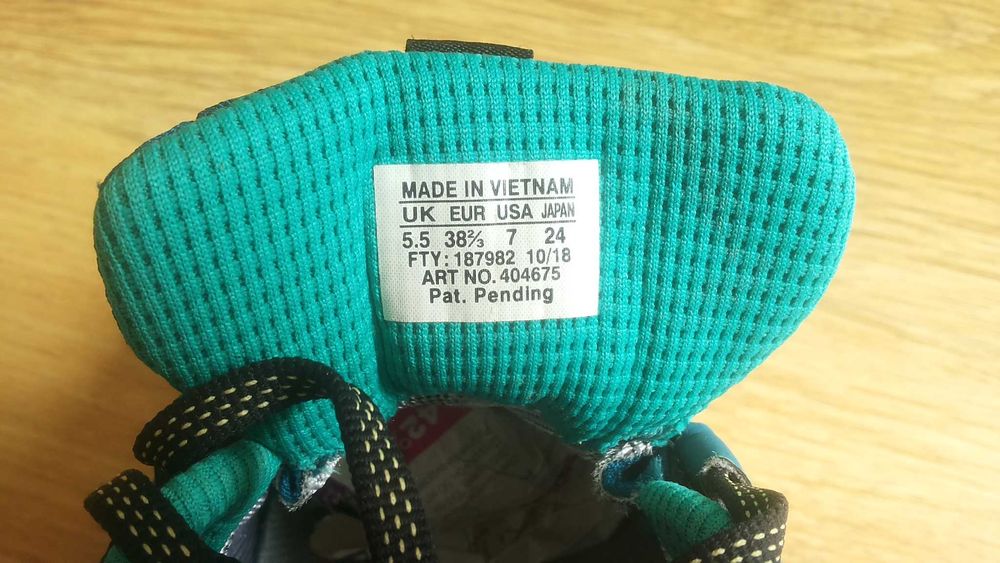 MADE IN VIETNAM
UK EUR USA JAPAN
5.5 38⅔ 7 24
FTY: 187982 10/18
ART NO. 404675
Pat. Pending
42